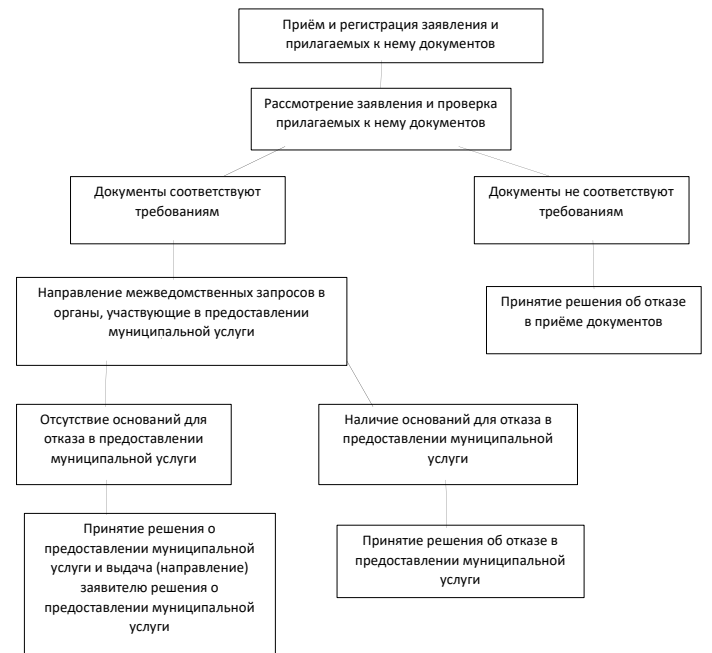 Приём и регистрация заявления и
прилагаемых к нему документов
Рассмотрение заявления и проверка
прилагаемых к нему документов
Документы соответствуют
требованиям
Документы не соответствуют
требованиям
Направление межведомственных запросов в
органы, участвующие в предоставлении
муниципальной услуги
Принятие решения об отказе
в приёме документов
Отсутствие оснований для
отказа в предоставлении
муниципальной услуги
Наличие оснований для отказа в
предоставлении муниципальной
услуги
Принятие решения о
предоставлении муниципальной
услуги и выдача (направление)
заявителю решения о
предоставлении муниципальной
услуги
Принятие решения об отказе в
предоставлении муниципальной
услуги